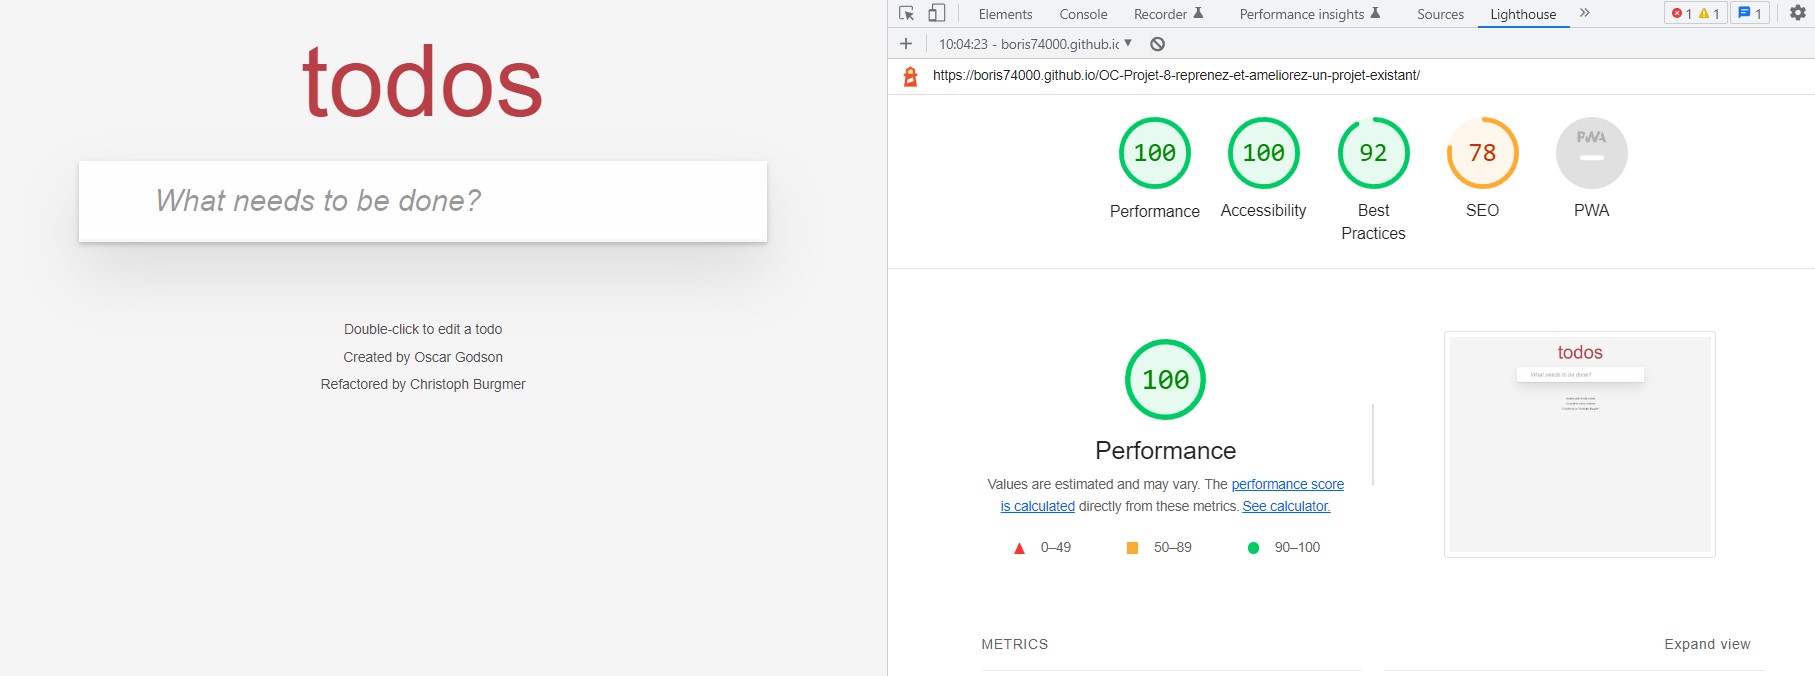 todos
What needs to be done?
Double-click to edit a todo
Created by Oscar Godson
Refactored by Christoph Burgmer
Elements Console Recorder Performance insights Sources Lighthouse 1 1 1
10:04:23 - boris74000.github.ic
https://boris74000.github.io/OC-Projet-8-reprenez-et-ameliorez-un-projet-existant/
100 100 92 78 PWA
Performance Accessibility Best Practices SEO PWA
100
Performance
Values are estimated and may vary. The performance score
is calculated directly from these metrics. See calculator.
0–49 50–89 90–100
todos
What needs to be done?
METRICS Expand view